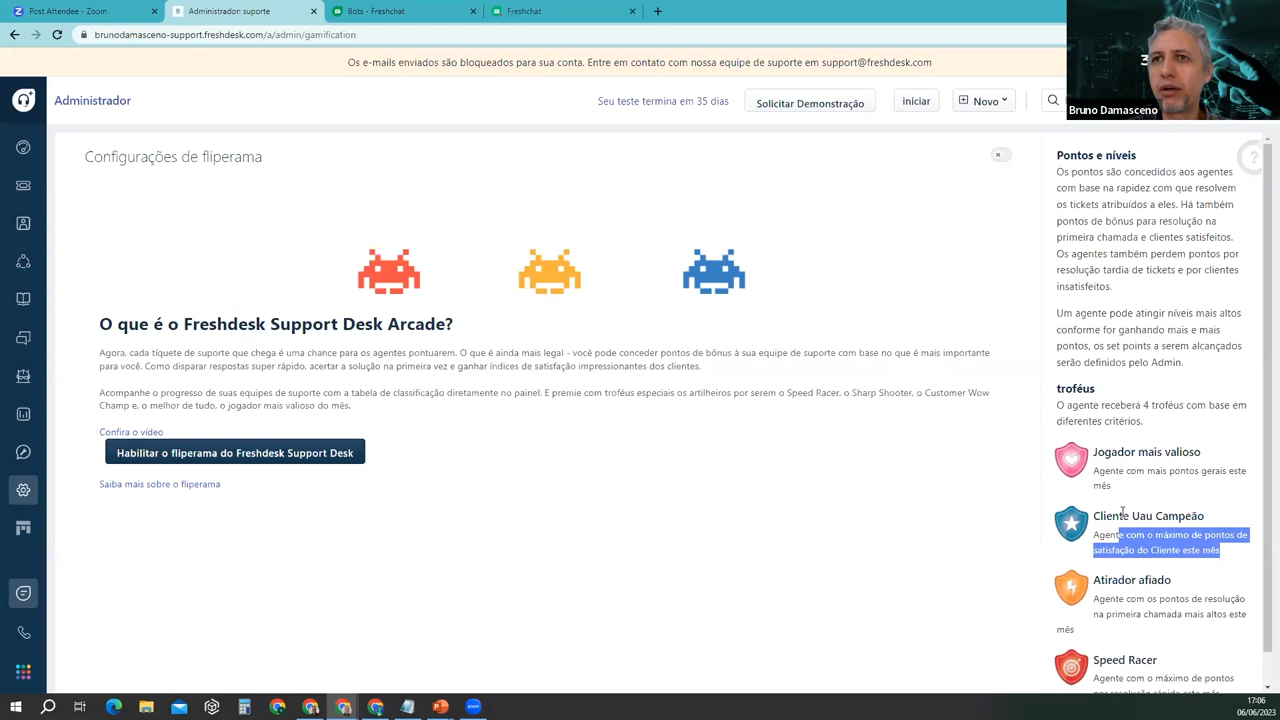 Post Attendee - Zoom
Administrador: suporte
Bots - Freshchat
Freshchat
brunodamasceno-support.freshdesk.com/a/admin/gamification
Os e-mails enviados são bloqueados para sua conta. Entre em contato com nossa equipe de suporte em support@freshdesk.com
Bruno Damasceno
Administrador
Seu teste termina em 35 dias
Solicitar Demonstração
iniciar
Novo
Configurações de fliperama
O que é o Freshdesk Support Desk Arcade?
Agora, cada tíquete de suporte que chega é uma chance para os agentes pontuarem. O que é ainda mais legal - você pode conceder pontos de bônus à sua equipe de suporte com base no que é mais importante
para você. Como disparar respostas super rápido, acertar a solução na primeira vez e ganhar índices de satisfação impressionantes dos clientes.
Acompanhe o progresso de suas equipes de suporte com a tabela de classificação diretamente no painel. E premie com troféus especiais os artilheiros por serem o Speed Racer, o Sharp Shooter, o Customer Wow
Champ e, o melhor de tudo, o jogador mais valioso do mês.
Confira o vídeo
Habilitar o fliperama do Freshdesk Support Desk
Saiba mais sobre o fliperama
Pontos e níveis
Os pontos são concedidos aos agentes
com base na rapidez com que resolvem
os tickets atribuídos a eles. Há também
pontos de bônus para resolução na
primeira chamada e clientes satisfeitos.
Os agentes também perdem pontos por
resolução tardia de tickets e por clientes
insatisfeitos.
Um agente pode atingir níveis mais altos
conforme for ganhando mais e mais
pontos, os set points a serem alcançados
serão definidos pelo Admin.
troféus
O agente receberá 4 troféus com base em
diferentes critérios.
Jogador mais valioso
Agente com mais pontos gerais este
mês
Cliente Uau Campeão
Agente com o máximo de pontos de
satisfação do Cliente este mês
Atirador afiado
Agente com os pontos de resolução
na primeira chamada mais altos este
mês
Speed Racer
Agente com o máximo de pontos
por resolução rápida este mês
zoom
17:06
06/06/2023